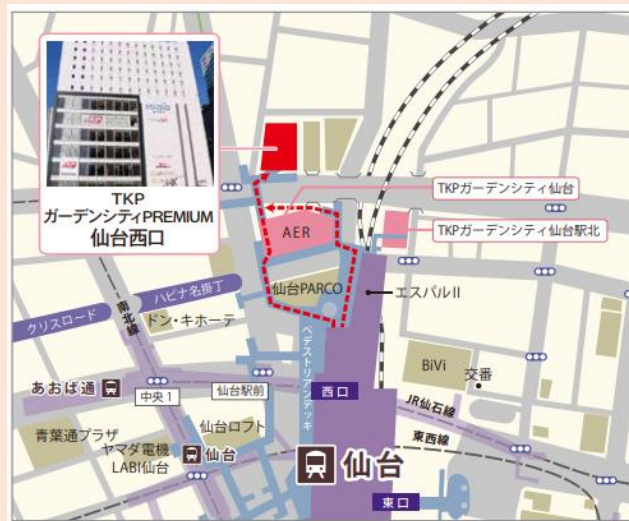 TKP
ガーデンシティPREMIUM
仙台西口
TKPガーデンシティ仙台
TKPガーデンシティ仙台駅北
AER
仙台PARCO
エスパルⅡ
ハピナ名掛丁
クリスロード
南北線
ドン・キホーテ
ペデストリアンデッキ
BiVi
交番
あおば通
中央1
仙台駅前
西口
JR仙石線
青葉通プラザ
ヤマダ電機
LABI仙台
仙台
仙台ロフト
東西線
仙台
東口